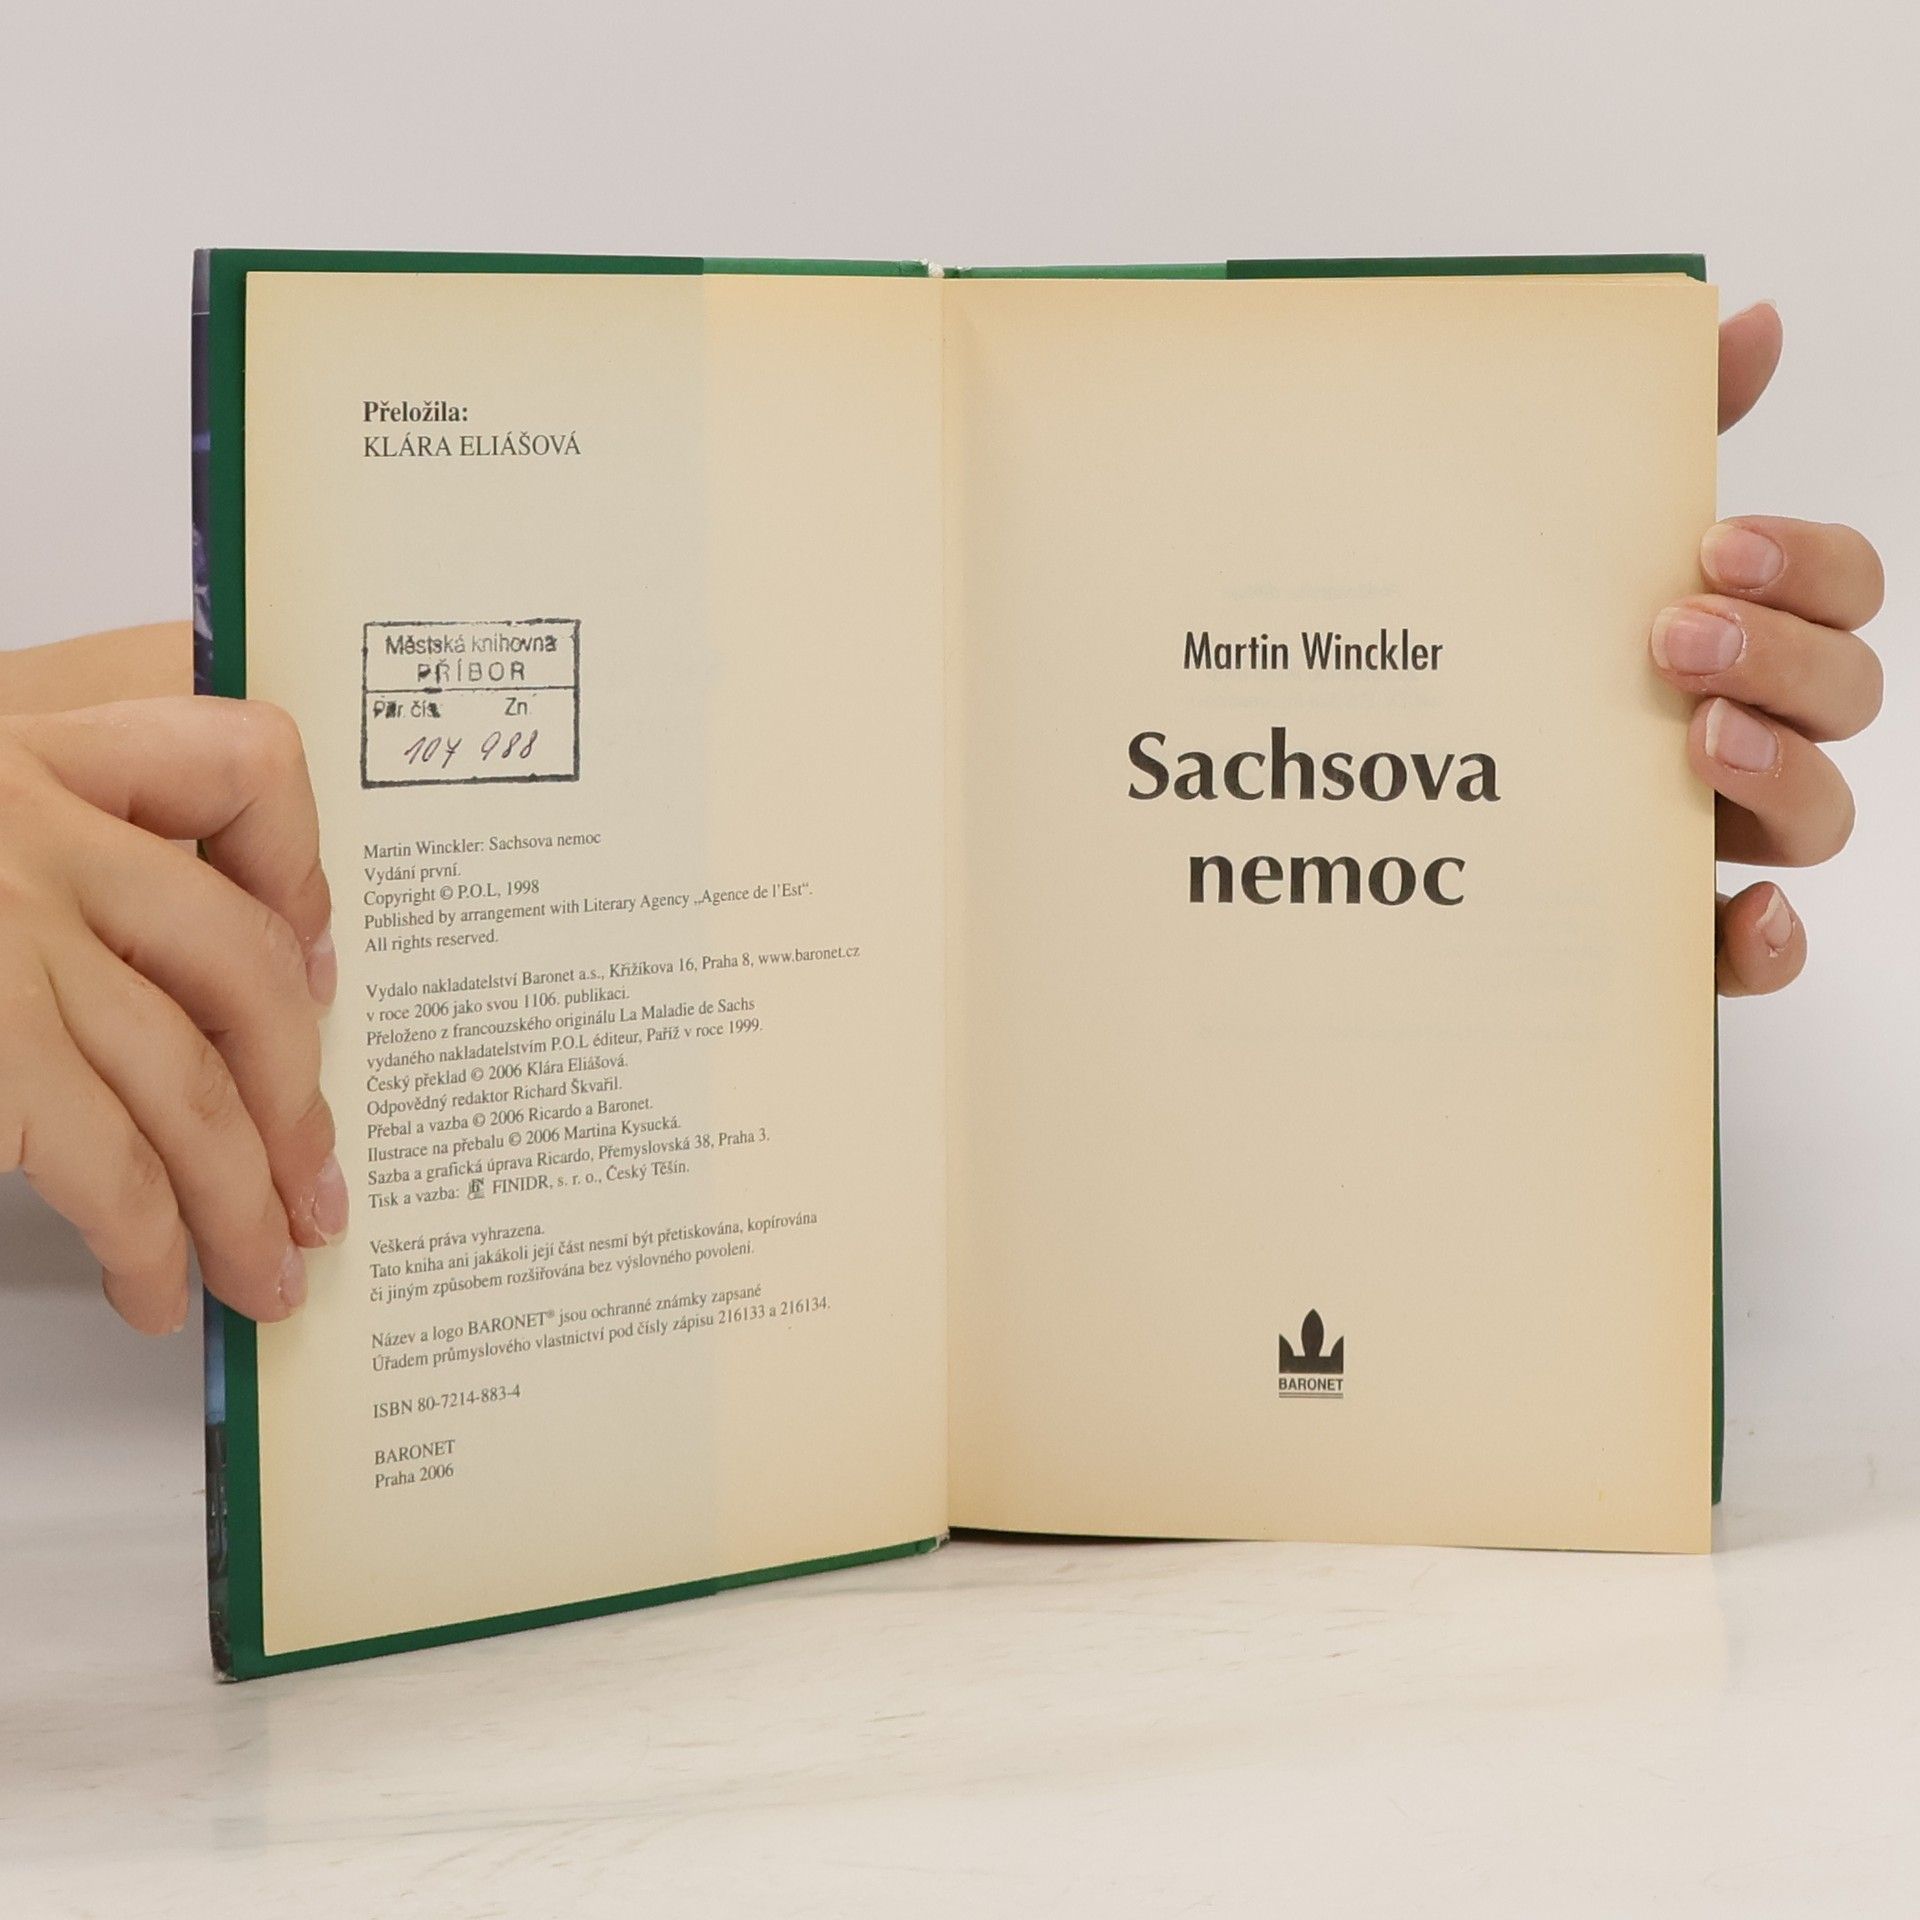 Přeložila:
KLÁRA ELIÁŠOVÁ
Městská knihovna
PŘÍBOR
Př. čís. Zn.
107 988
Martin Winckler: Sachsova nemoc
Vydání první.
Copyright © P.O.L, 1998
Published by arrangement with Literary Agency „Agence de l'Est“.
All rights reserved.
Vydalo nakladatelství Baronet a.s., Křižíkova 16, Praha 8, www.baronet.cz
v roce 2006 jako svou 1106. publikaci.
Přeloženo z francouzského originálu La Maladie de Sachs
vydaného nakladatelstvím P.O.L éditeur, Paříž v roce 1999.
Český překlad © 2006 Klára Eliášová.
Odpovědný redaktor Richard Škvařil.
Přebal a vazba © 2006 Ricardo a Baronet.
Ilustrace na přebalu © 2006 Martina Kysucká.
Sazba a grafická úprava Ricardo, Přemyslovská 38, Praha 3.
Tisk a vazba: FINIDR, s. r. o., Český Těšín.
Veškerá práva vyhrazena.
Tato kniha ani jakákoli její část nesmí být přetiskována, kopírována
či jiným způsobem rozšiřována bez výslovného povolení.
Název a logo BARONET® jsou ochranné známky zapsané
Úřadem průmyslového vlastnictví pod čísly zápisu 216133 a 216134.
ISBN 80-7214-883-4
BARONET
Praha 2006
Martin Winckler
Sachsova
nemoc
BARONET